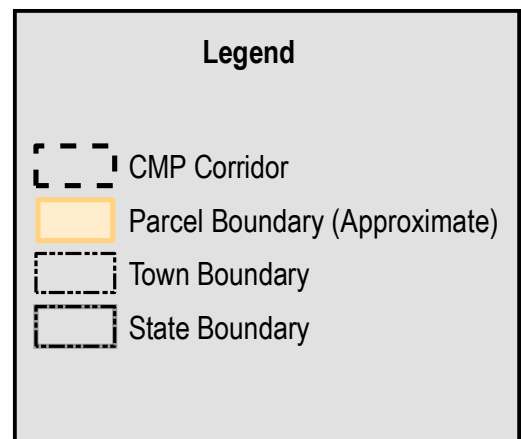 Legend
CMP Corridor
Parcel Boundary (Approximate)
Town Boundary
State Boundary